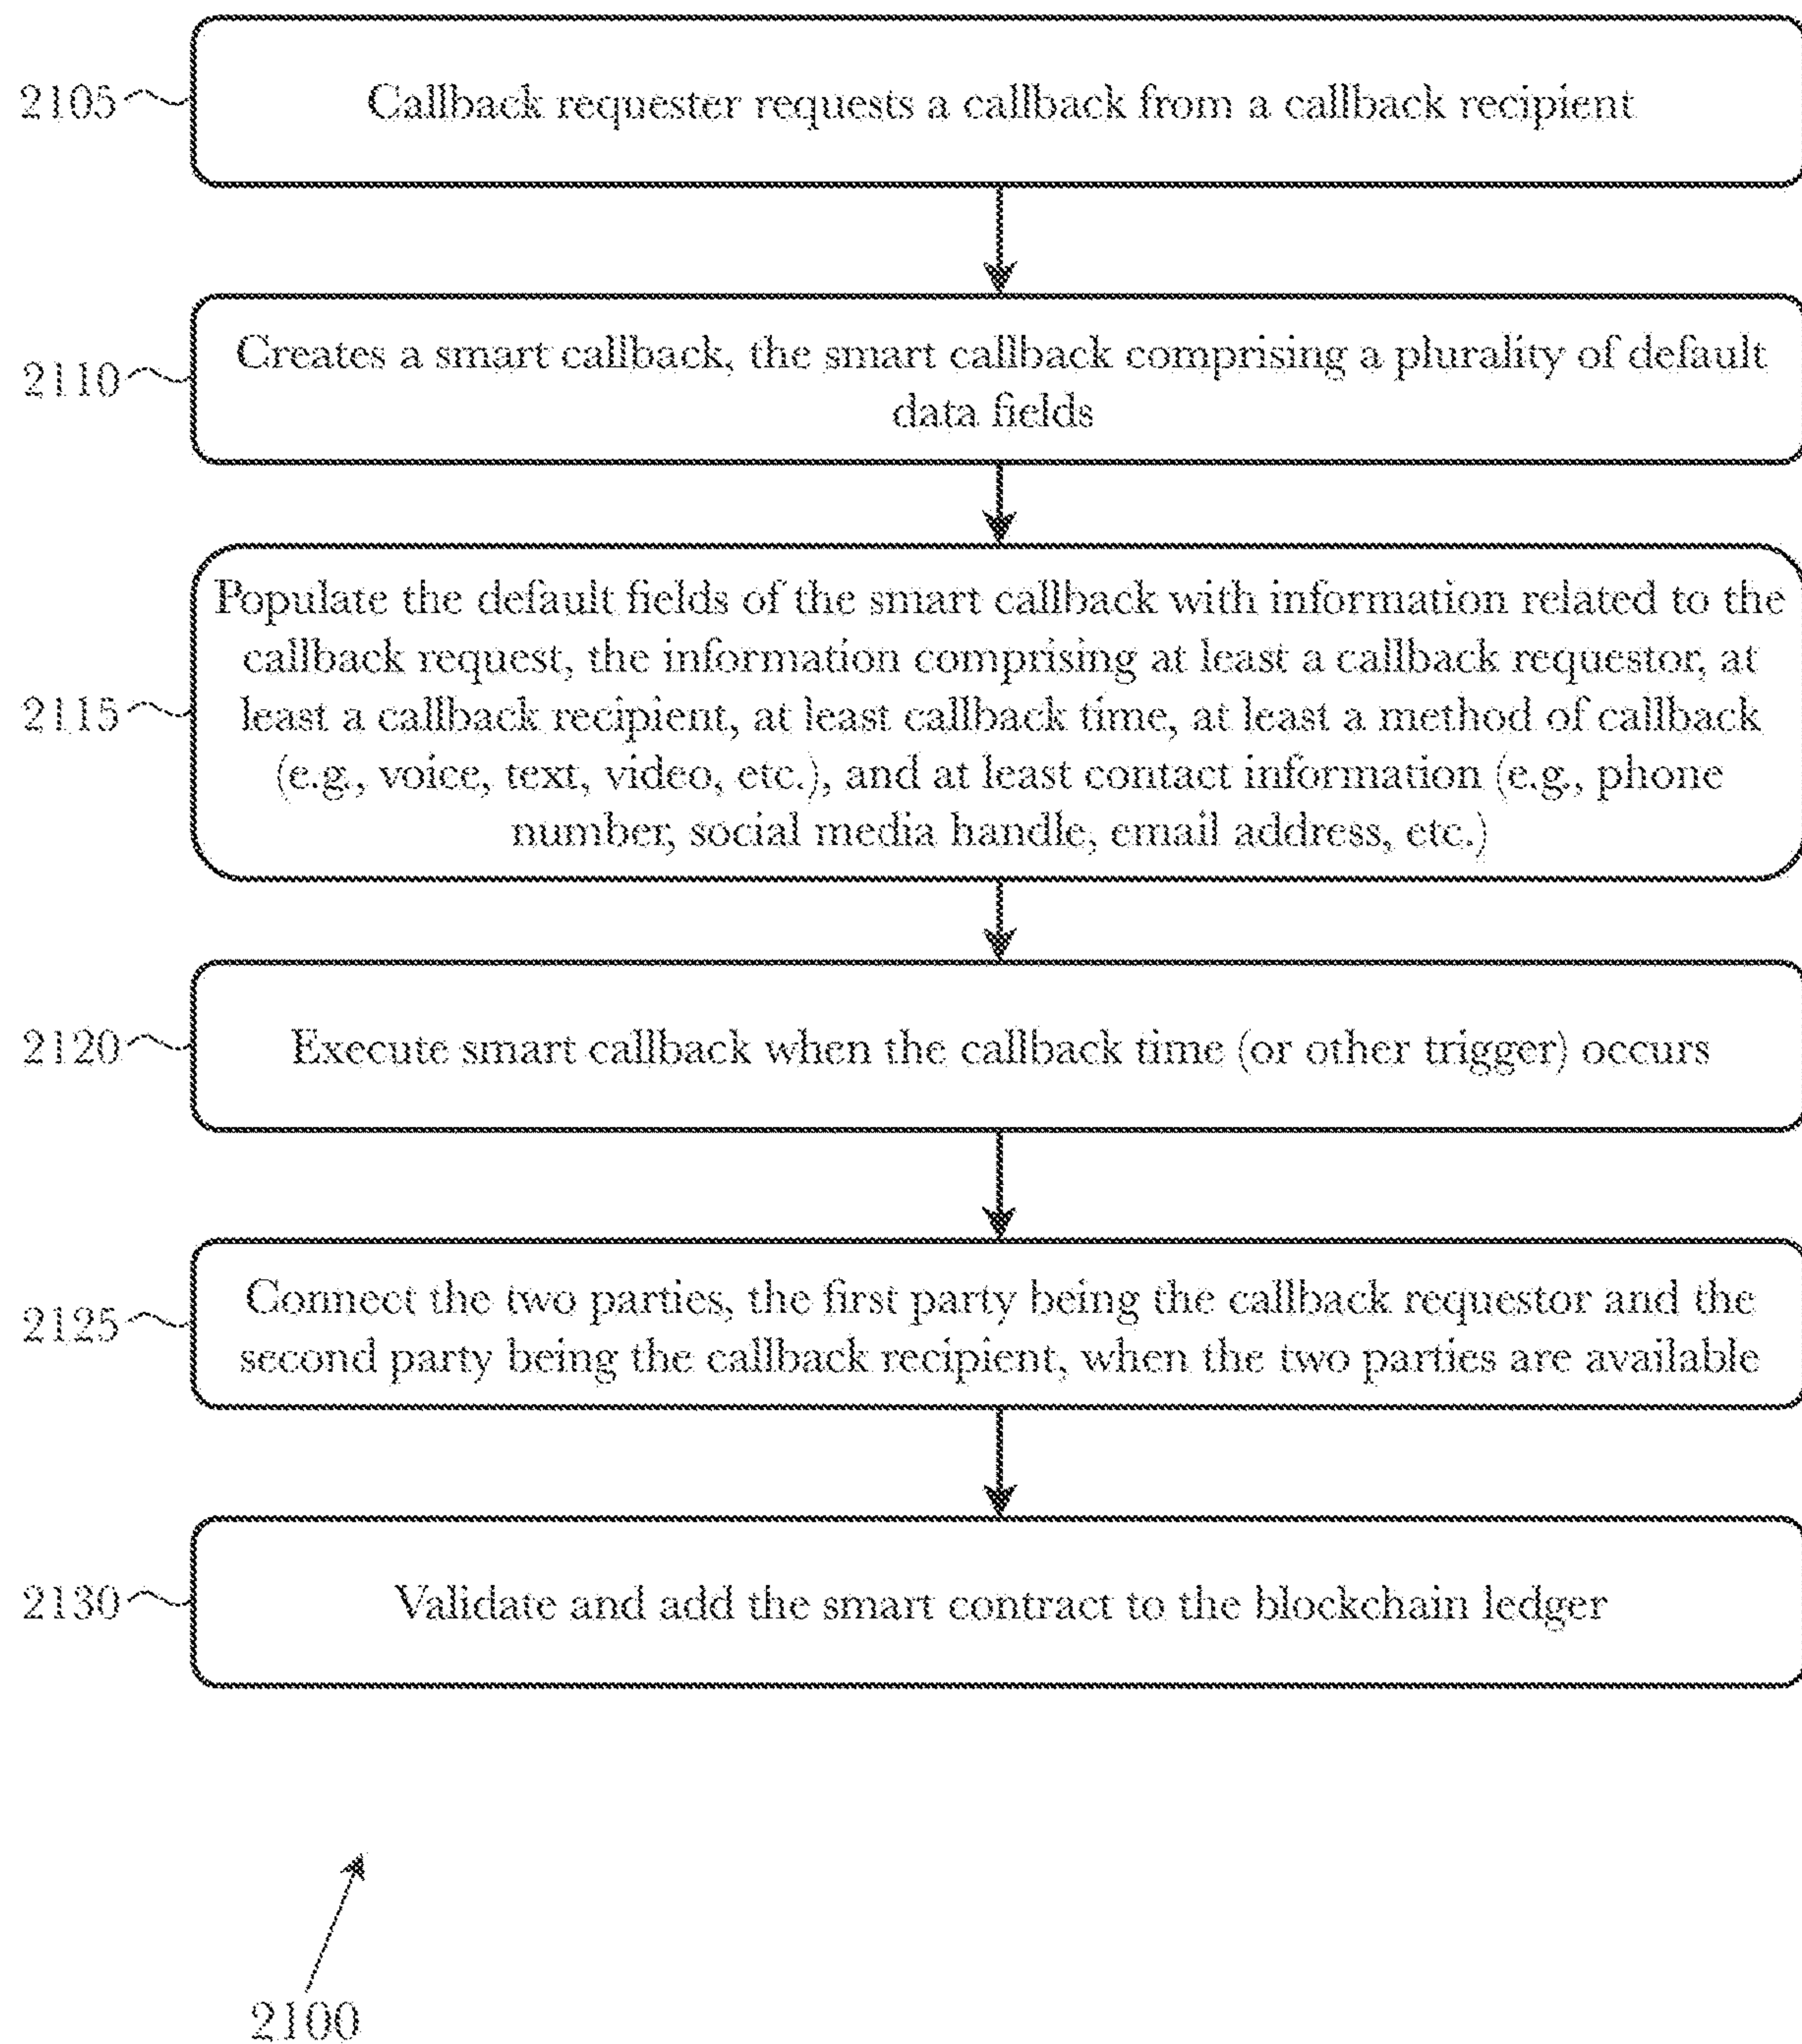 2105
Callback requester requests a callback from a callback recipient
2110
Creates a smart callback, the smart callback comprising a plurality of default
data fields
2115
Populate the default fields of the smart callback with information related to the
callback request, the information comprising at least a callback requestor, at
least a callback recipient, at least callback time, at least a method of callback
(e.g., voice, text, video, etc.), and at least contact information (e.g., phone
number, social media handle, email address, etc.)
2120
Execute smart callback when the callback time (or other trigger) occurs
2125
Connect the two parties, the first party being the callback requestor and the
second party being the callback recipient, when the two parties are available
2130
Validate and add the smart contract to the blockchain ledger
2100